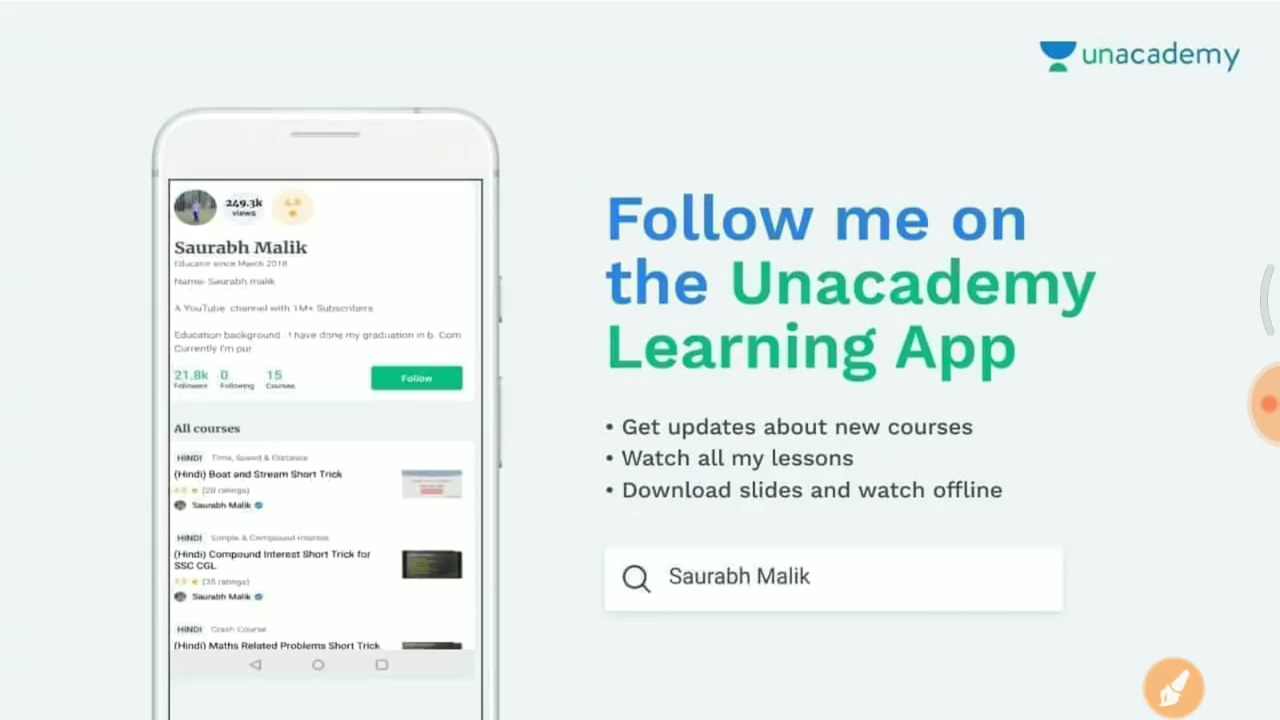 unacademy
249.3k
views
4.8
Saurabh Malik
Educator since March 2018
Name- Saurabh malik
A YouTube channel with 1M+ Subscribers
Education background - I have done my graduation in b. Com
Currently I'm pur
21.8k 0 15
Followers Following Courses
Follow
All courses
HINDI Time, Speed & Distance
(Hindi) Boat and Stream Short Trick
(20 ratings)
Saurabh Malik
HINDI Simple & Compound Interest
(Hindi) Compound Interest Short Trick for
SSC CGL
(35 ratings)
Saurabh Malik
HINDI Crash Course
(Hindi) Maths Related Problems Short Trick
Follow me on
the Unacademy
Learning App
• Get updates about new courses
• Watch all my lessons
• Download slides and watch offline
Saurabh Malik